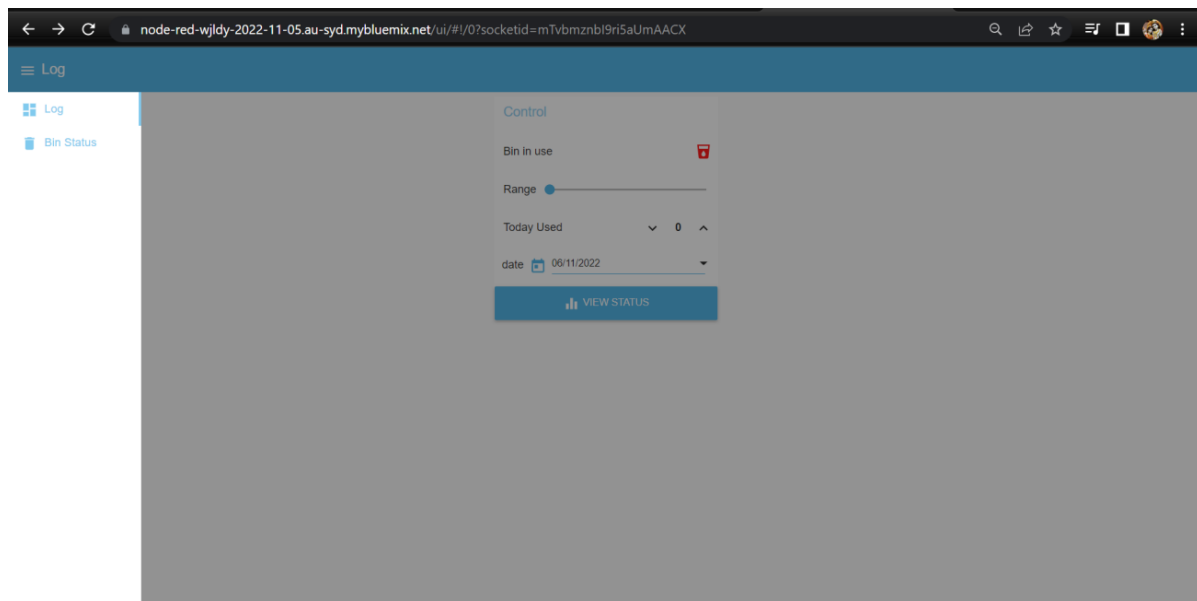 node-red-wjldy-2022-11-05.au-syd.mybluemix.net/ui/#!/0?socketid=mTvbmznbI9ri5aUmAACX
Log
Log
Bin Status
Control
Bin in use
Range
Today Used 0
date 06/11/2022
VIEW STATUS